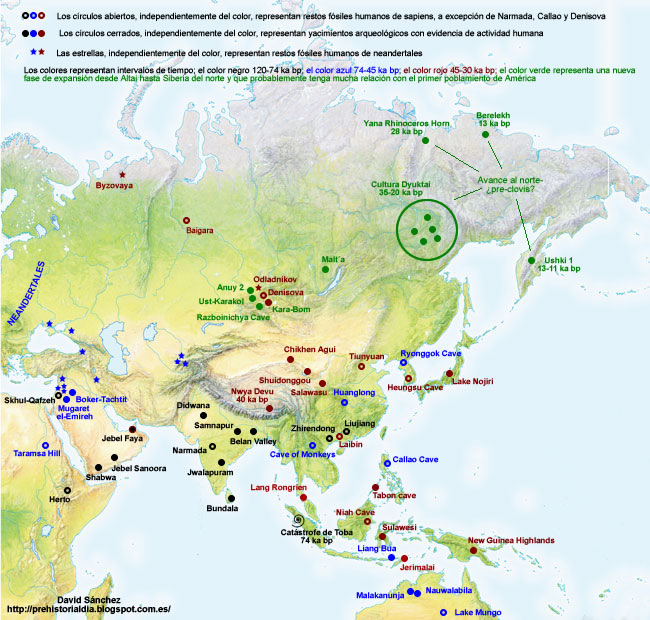 Los círculos abiertos, independientemente del color, representan restos fósiles humanos de sapiens, a excepción de Narmada, Callao y Denisova
Los círculos cerrados, independientemente del color, representan yacimientos arqueológicos con evidencia de actividad humana
Las estrellas, independientemente del color, representan restos fósiles humanos de neandertales
Los colores representan intervalos de tiempo; el color negro 120-74 ka bp; el color azul 74-45 ka bp; el color rojo 45-30 ka bp; el color verde representa una nueva
fase de expansión desde Altaj hasta Siberia del norte y que probablemente tenga mucha relación con el primer poblamiento de América
Yana Rhinoceros Horn
28 ka bp
Berelekh
13 ka bp
Byzovaya
Avance al norte-
¿pre-clovis?
Cultura Dyuktai
35-20 ka bp
Baigara
Malt´a
Ushki 1
13-11 ka bp
NEANDERTALES
Odladnikov
Anuy 2
Denisova
Ust-Karakol
Kara-Bom
Razboinichya Cave
Chikhen Agui
Tiunyuan
Ryonggok Cave
Shuidonggou
Salawasu
Heungsu Cave
Lake Nojiri
Skhul-Qafzeh
Boker-Tachtit
Mugaret
el-Emireh
Nwya Devu
40 ka bp
Huanglong
Didwana
Samnapur
Belan Valley
Zhirendong
Liujiang
Jebel Faya
Taramsa Hill
Narmada
Laibin
Cave of Monkeys
Callao Cave
Jebel Sanoora
Shabwa
Jwalapuram
Herto
Bundala
Lang Rongrien
Tabon cave
Niah Cave
Catástrofe de Toba
74 ka bp
Sulawesi
New Guinea Highlands
Liang Bua
Jerimalai
Malakanunja
Nauwalabila
Lake Mungo
David Sánchez
http://prehistorialdia.blogspot.com.es/